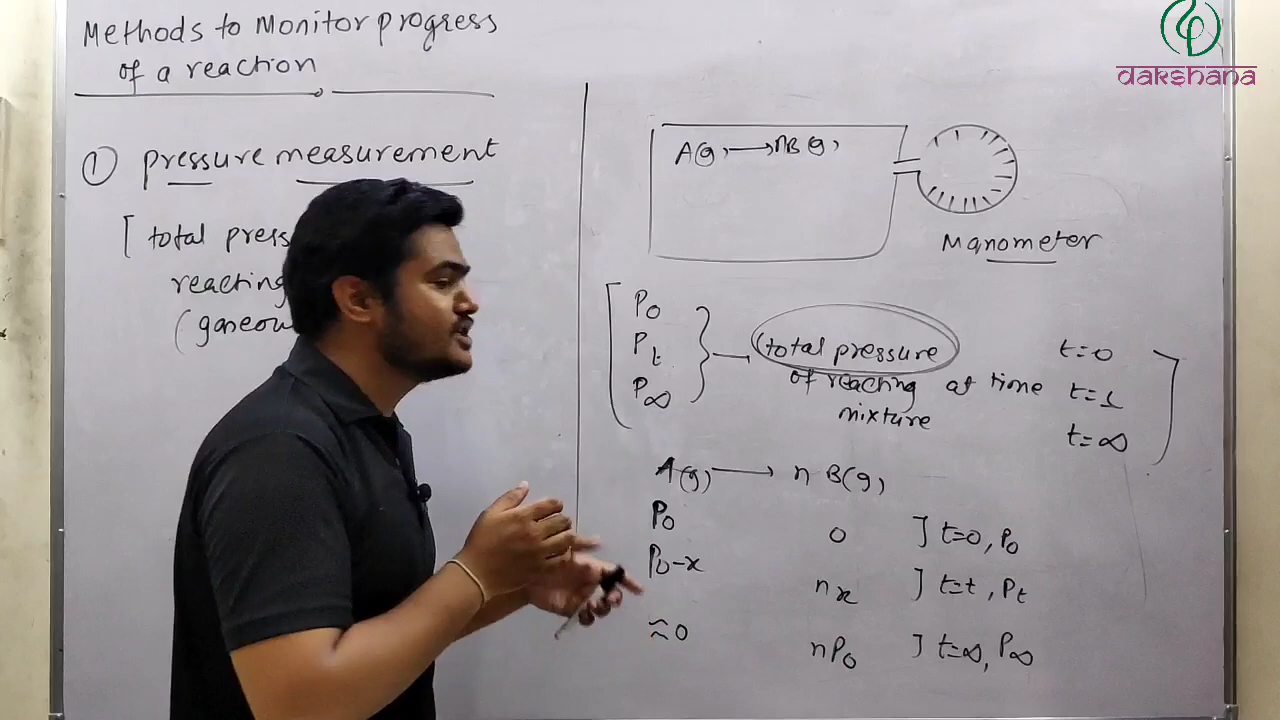 Methods to Monitor progress
of a reaction
① pressure measurement
[ total press
reacting
(gaseou
dakshana
A(g) → nB(g)
Manometer
P₀
Pt
P∞
(total pressure
of reacting at time
mixture
t=0
t=t
t=∞
A(g) → n B(g)
P₀ 0 ] t=0, P₀
P₀-x nx ] t=t, Pt
≈0 nP₀ ] t=∞, P∞